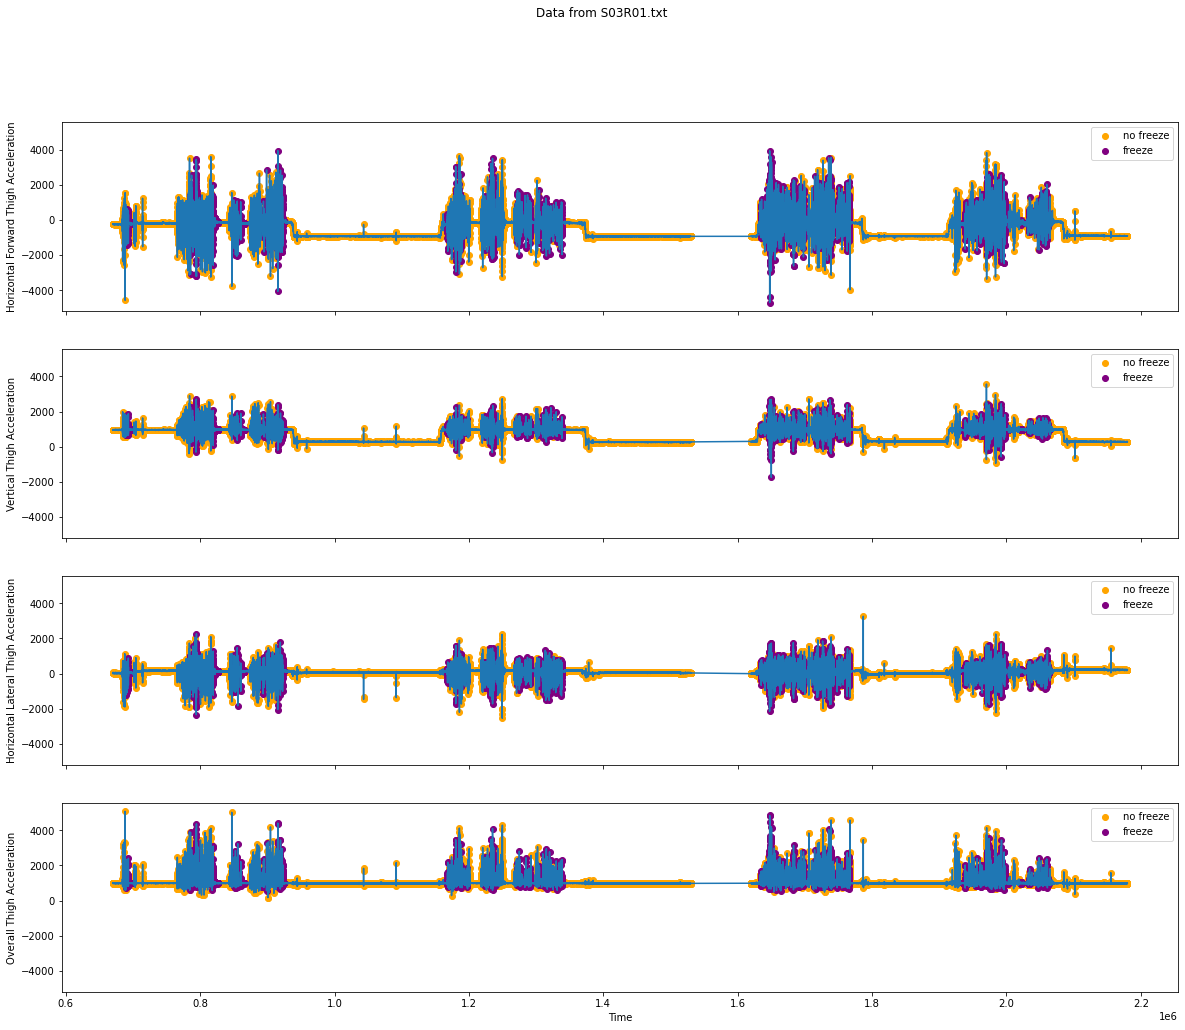 Data from S03R01.txt
Horizontal Forward Thigh Acceleration
4000
2000
0
−2000
−4000
no freeze
freeze
Vertical Thigh Acceleration
4000
2000
0
−2000
−4000
no freeze
freeze
Horizontal Lateral Thigh Acceleration
4000
2000
0
−2000
−4000
no freeze
freeze
Overall Thigh Acceleration
4000
2000
0
−2000
−4000
no freeze
freeze
0.6 0.8 1.0 1.2 1.4 1.6 1.8 2.0 2.2
Time
1e6